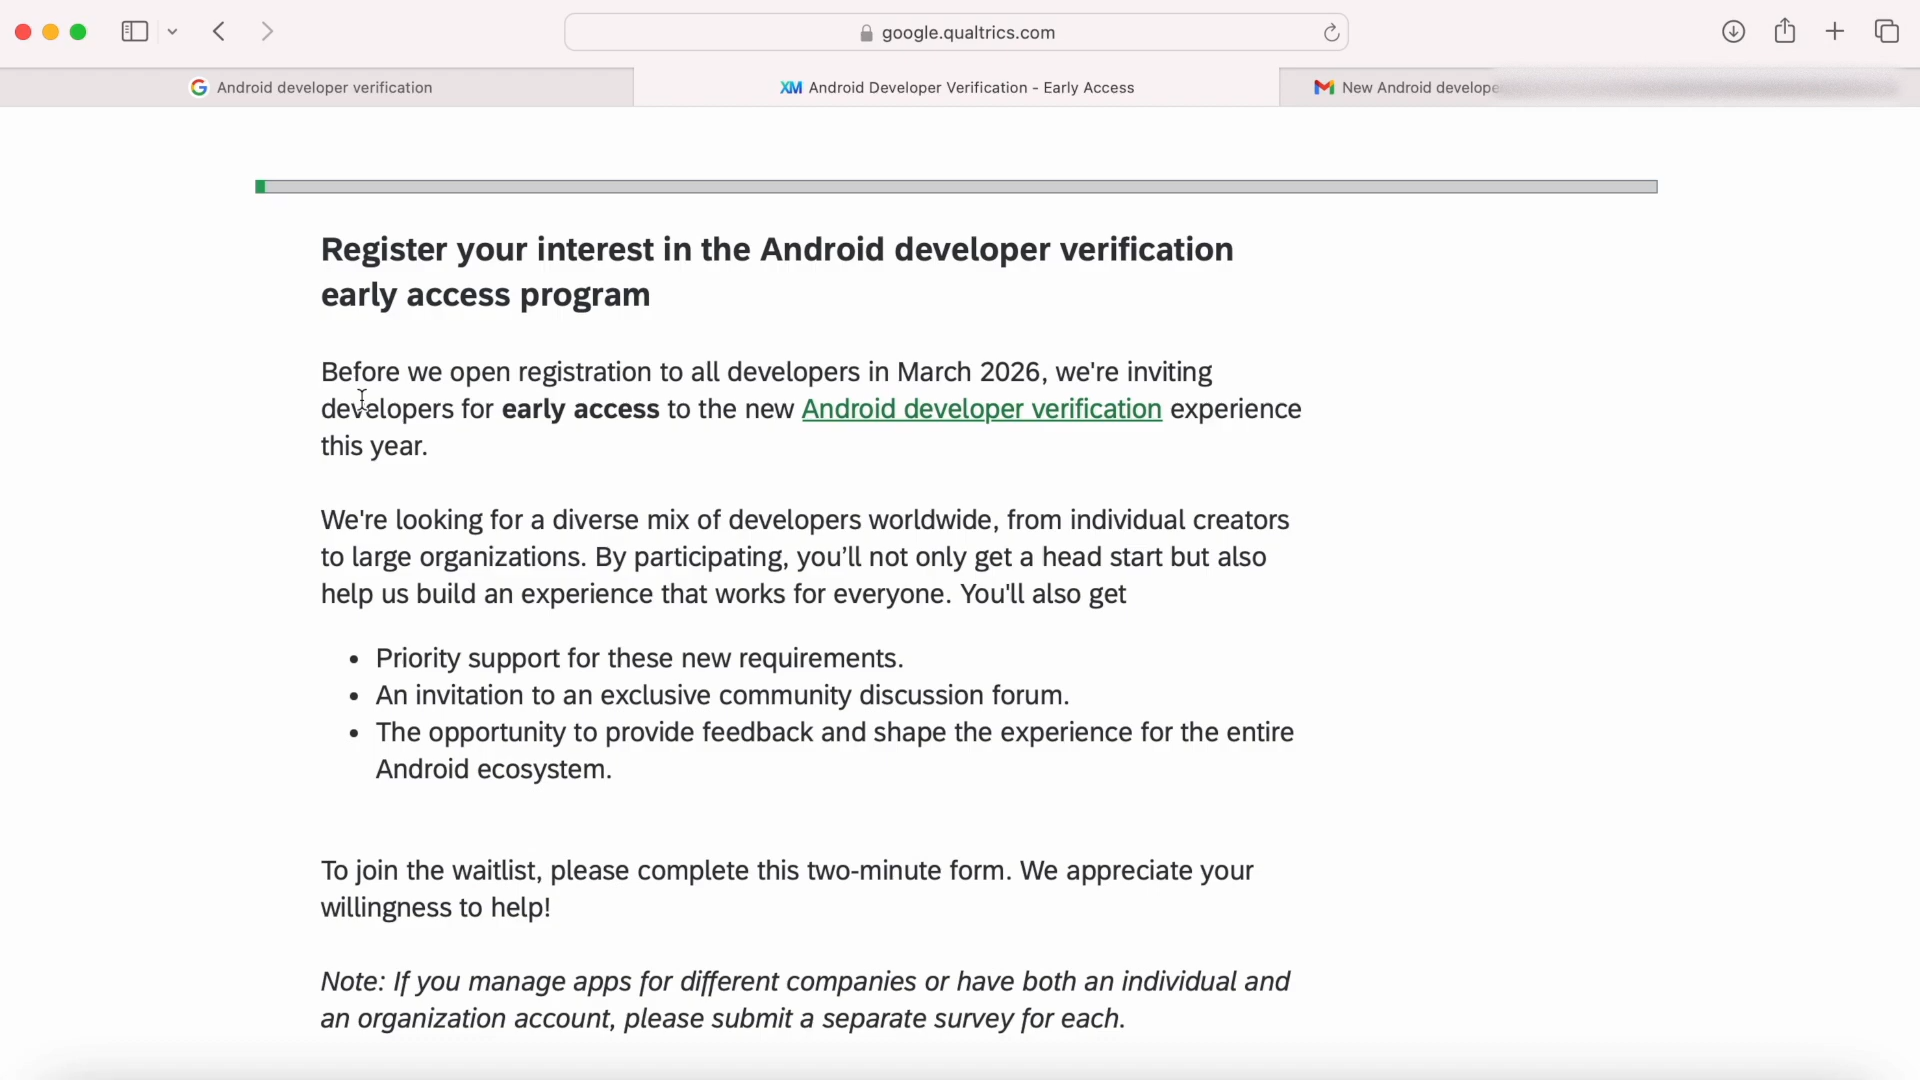 google.qualtrics.com
Android developer verification
XM Android Developer Verification - Early Access
New Android develope
Register your interest in the Android developer verification
early access program
Before we open registration to all developers in March 2026, we're inviting
developers for early access to the new Android developer verification experience
this year.
We're looking for a diverse mix of developers worldwide, from individual creators
to large organizations. By participating, you’ll not only get a head start but also
help us build an experience that works for everyone. You'll also get
• Priority support for these new requirements.
• An invitation to an exclusive community discussion forum.
• The opportunity to provide feedback and shape the experience for the entire
Android ecosystem.
To join the waitlist, please complete this two-minute form. We appreciate your
willingness to help!
Note: If you manage apps for different companies or have both an individual and
an organization account, please submit a separate survey for each.